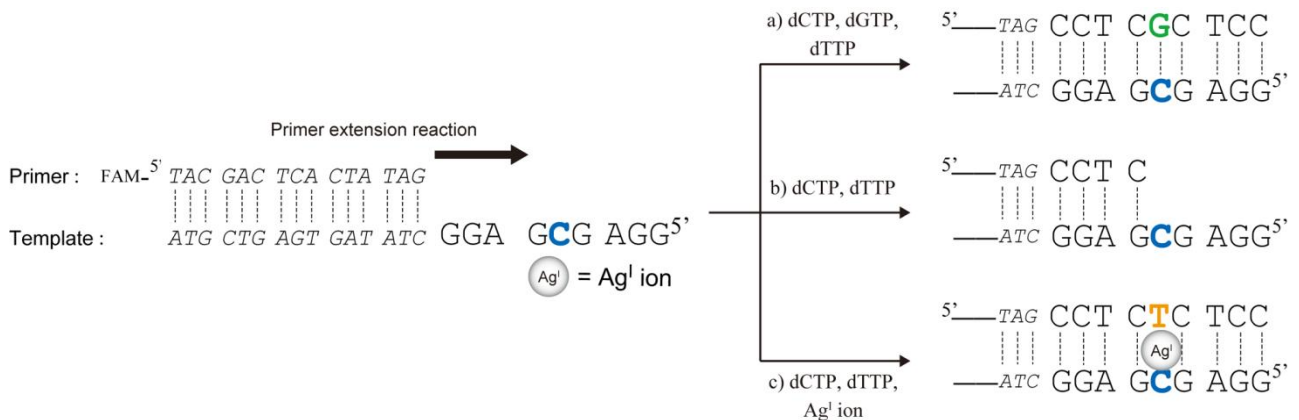 Primer extension reaction
Primer : FAM-5' TAC GAC TCA CTA TAG
Template : ATG CTG AGT GAT ATC GGA GCG AGG5'
Ag^I = Ag^I ion
a) dCTP, dGTP,
dTTP
5' TAG CCT CGC TCC
ATC GGA GCG AGG5'
b) dCTP, dTTP
5' TAG CCT C
ATC GGA GCG AGG5'
c) dCTP, dTTP,
Ag^I ion
5' TAG CCT CTC TCC
Ag^I
ATC GGA GCG AGG5'